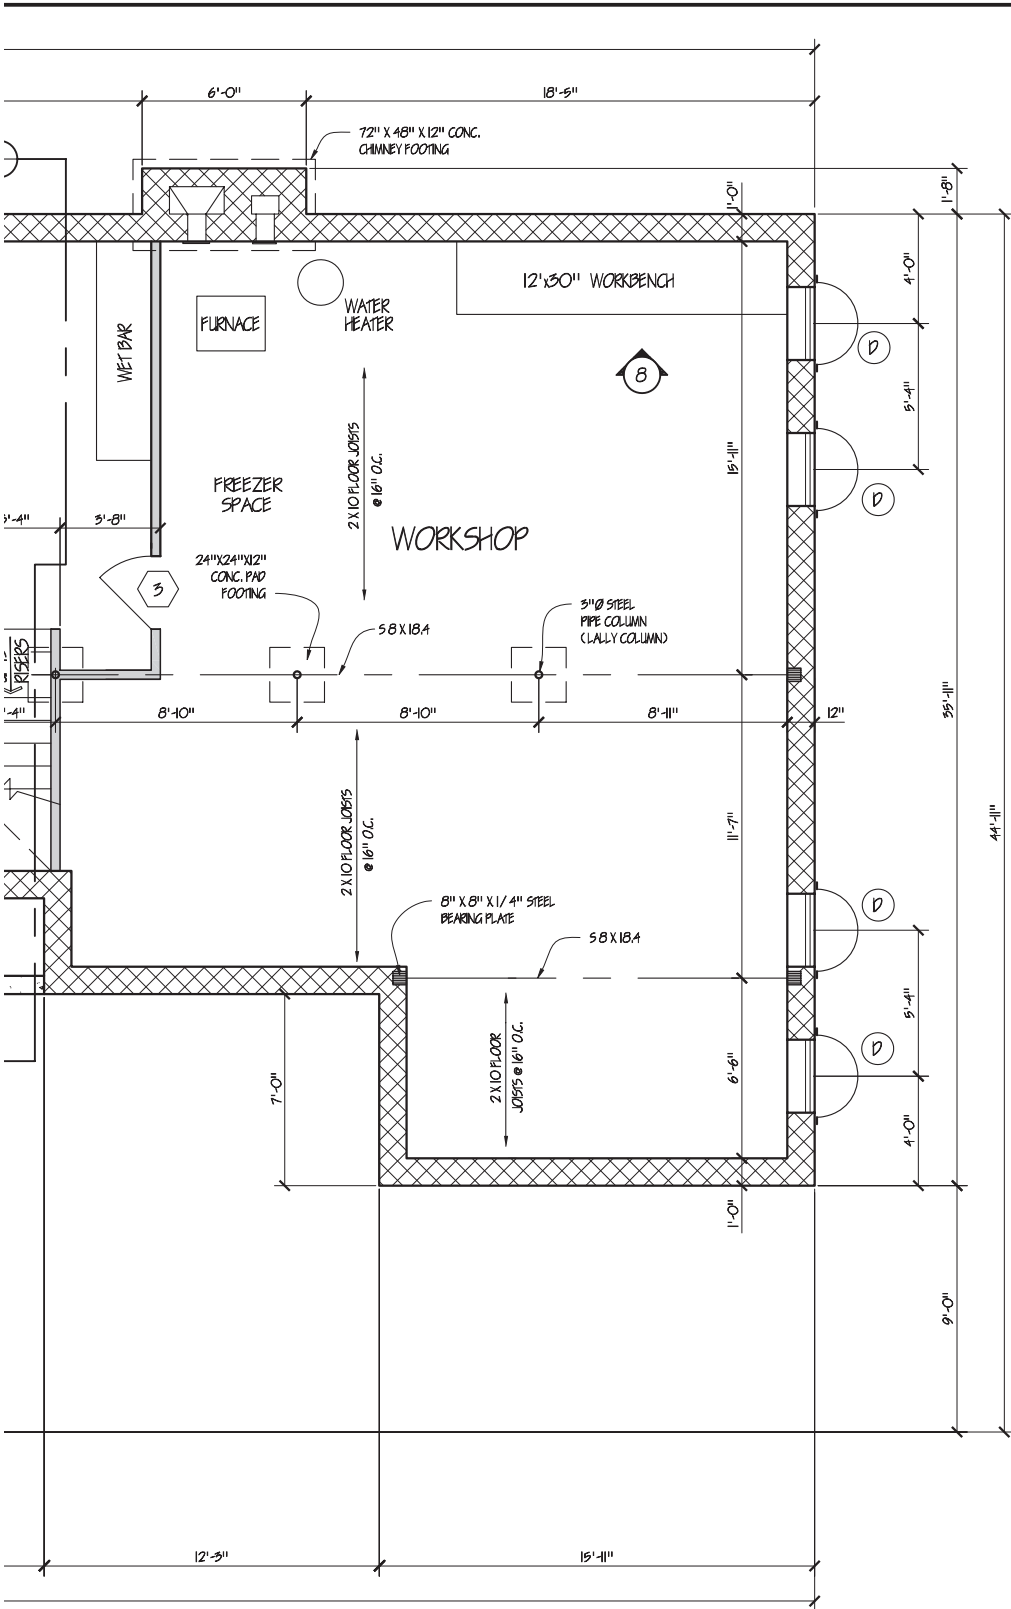 6'-0"
18'-5"
72" X 48" X 12" CONC.
CHIMNEY FOOTING
1'-0"
1'-8"
4'-0"
12'x30" WORKBENCH
WATER
HEATER
FURNACE
WET BAR
D
8
5'-4"
2 X 10 FLOOR JOISTS
@ 16" O.C.
15'-11"
FREEZER
SPACE
D
3'-8"
WORKSHOP
24"X24"X12"
CONC. PAD
FOOTING
3
3"Ø STEEL
PIPE COLUMN
(LALLY COLUMN)
S 8 X 18.4
RISERS
35'-11"
8'-10"
8'-10"
8'-11"
12"
44'-11"
11'-7"
2 X 10 FLOOR JOISTS
@ 16" O.C.
8" X 8" X 1/4" STEEL
BEARING PLATE
D
S 8 X 18.4
5'-4"
2 X 10 FLOOR
JOISTS @ 16" O.C.
D
6'-6"
7'-0"
4'-0"
1'-0"
9'-0"
12'-3"
15'-11"